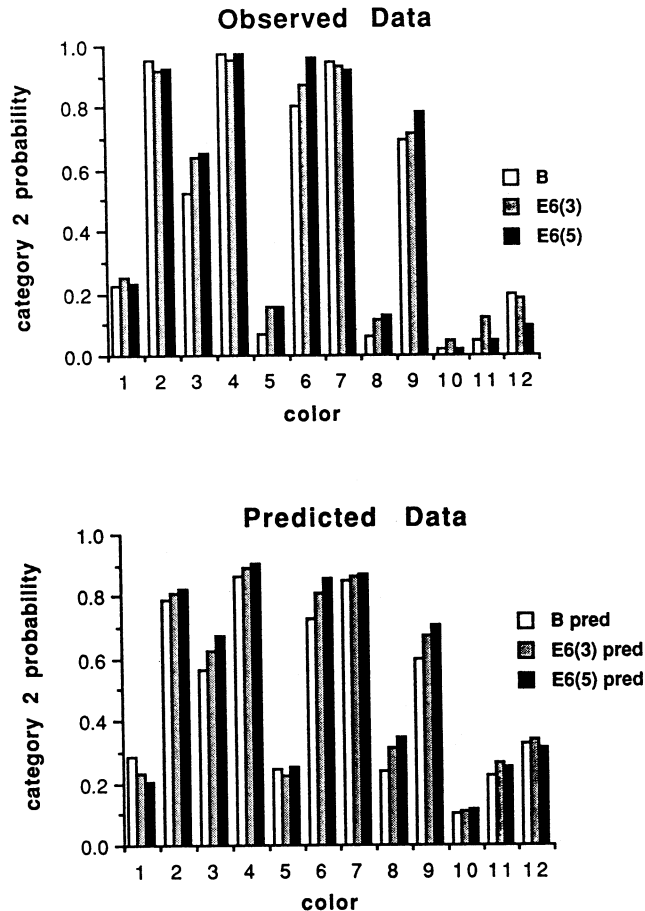 Observed Data
1.0
0.8
0.6
0.4
0.2
0.0
category 2 probability
1 2 3 4 5 6 7 8 9 10 11 12
color
B
E6(3)
E6(5)
Predicted Data
1.0
0.8
0.6
0.4
0.2
0.0
category 2 probability
1 2 3 4 5 6 7 8 9 10 11 12
color
B pred
E6(3) pred
E6(5) pred